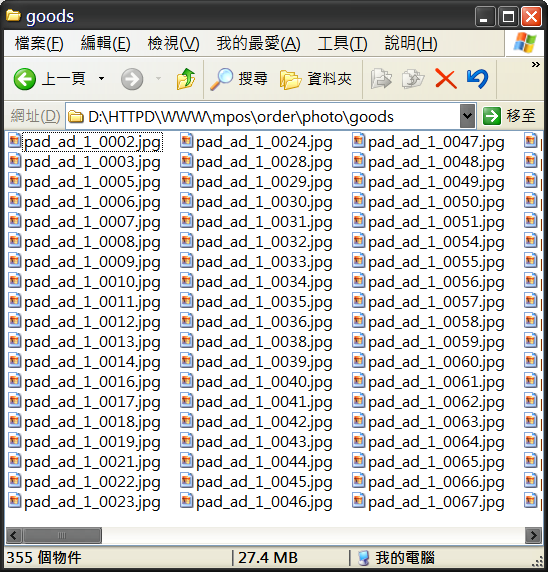 goods
檔案(F) 編輯(E) 檢視(V) 我的最愛(A) 工具(T) 說明(H)
上一頁 搜尋 資料夾
網址(D) D:\HTTPD\WWW\mpos\order\photo\goods 移至
pad_ad_1_0002.jpg
pad_ad_1_0003.jpg
pad_ad_1_0005.jpg
pad_ad_1_0006.jpg
pad_ad_1_0007.jpg
pad_ad_1_0008.jpg
pad_ad_1_0009.jpg
pad_ad_1_0010.jpg
pad_ad_1_0011.jpg
pad_ad_1_0012.jpg
pad_ad_1_0013.jpg
pad_ad_1_0014.jpg
pad_ad_1_0016.jpg
pad_ad_1_0017.jpg
pad_ad_1_0018.jpg
pad_ad_1_0019.jpg
pad_ad_1_0021.jpg
pad_ad_1_0022.jpg
pad_ad_1_0023.jpg
pad_ad_1_0024.jpg
pad_ad_1_0028.jpg
pad_ad_1_0029.jpg
pad_ad_1_0030.jpg
pad_ad_1_0031.jpg
pad_ad_1_0032.jpg
pad_ad_1_0033.jpg
pad_ad_1_0034.jpg
pad_ad_1_0035.jpg
pad_ad_1_0036.jpg
pad_ad_1_0038.jpg
pad_ad_1_0039.jpg
pad_ad_1_0040.jpg
pad_ad_1_0041.jpg
pad_ad_1_0042.jpg
pad_ad_1_0043.jpg
pad_ad_1_0044.jpg
pad_ad_1_0045.jpg
pad_ad_1_0046.jpg
pad_ad_1_0047.jpg
pad_ad_1_0048.jpg
pad_ad_1_0049.jpg
pad_ad_1_0050.jpg
pad_ad_1_0051.jpg
pad_ad_1_0054.jpg
pad_ad_1_0055.jpg
pad_ad_1_0056.jpg
pad_ad_1_0057.jpg
pad_ad_1_0058.jpg
pad_ad_1_0059.jpg
pad_ad_1_0060.jpg
pad_ad_1_0061.jpg
pad_ad_1_0062.jpg
pad_ad_1_0063.jpg
pad_ad_1_0064.jpg
pad_ad_1_0065.jpg
pad_ad_1_0066.jpg
pad_ad_1_0067.jpg
355 個物件 27.4 MB 我的電腦